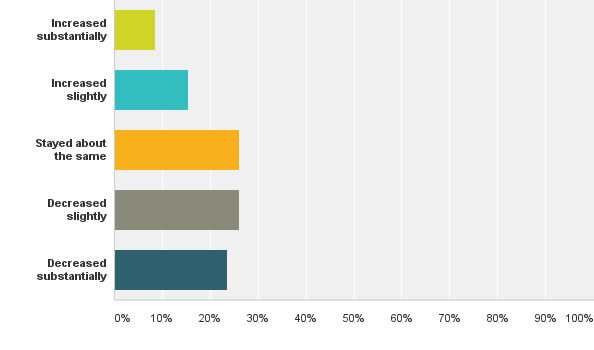 Increased
substantially
Increased
slightly
Stayed about
the same
Decreased
slightly
Decreased
substantially
0% 10% 20% 30% 40% 50% 60% 70% 80% 90% 100%